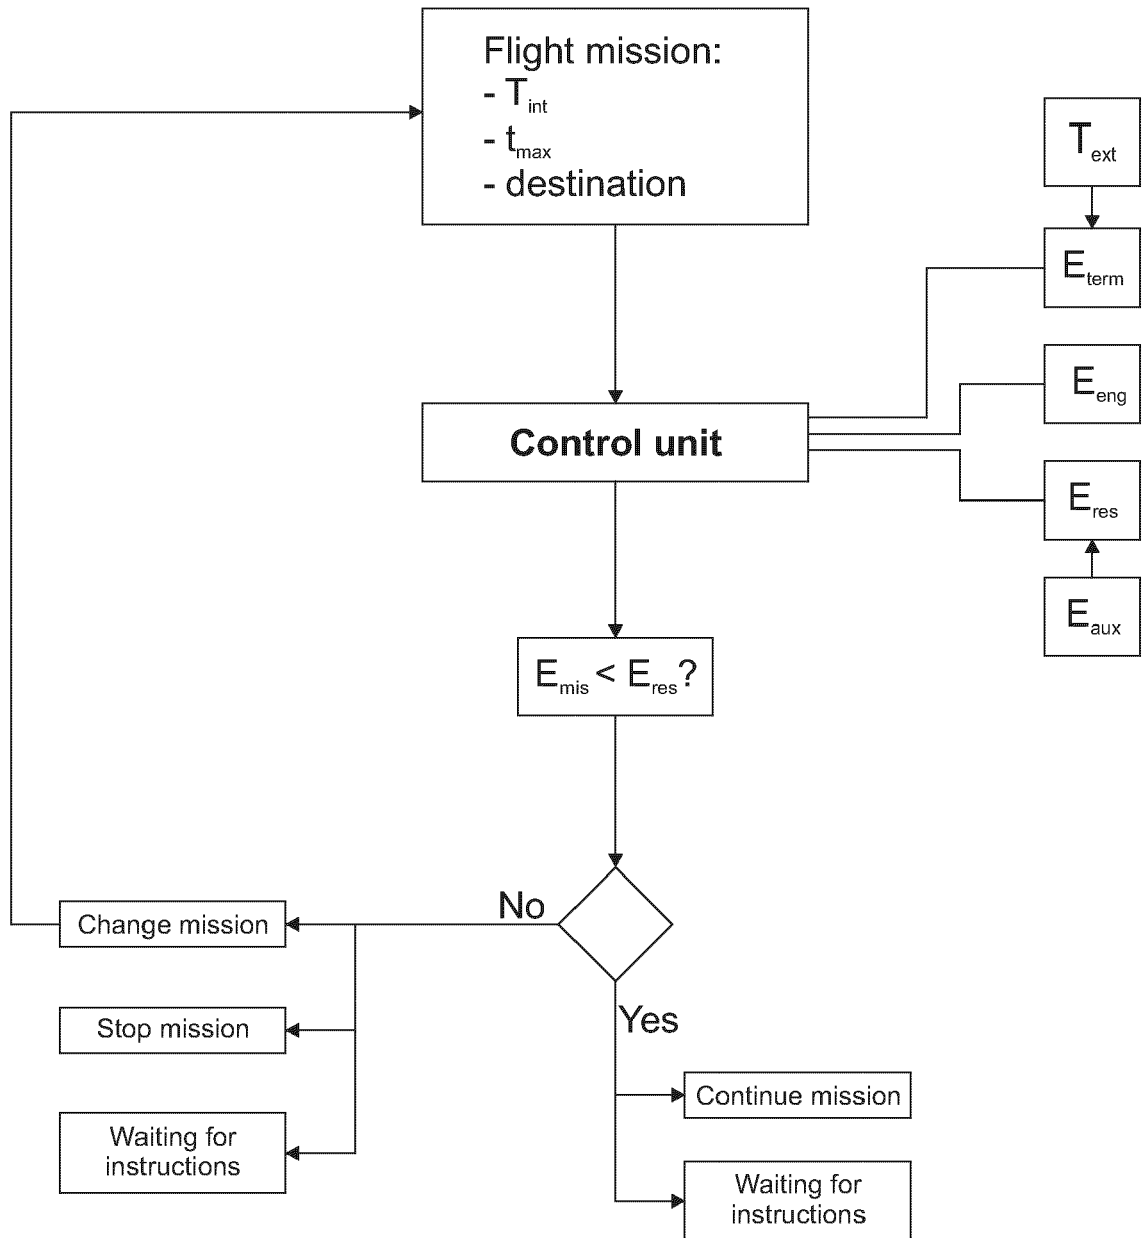 Flight mission:
- T_int
- t_max
- destination
T_ext
E_term
E_eng
Control unit
E_res
E_aux
E_mis < E_res?
No
Change mission
Stop mission
Yes
Continue mission
Waiting for
instructions
Waiting for
instructions